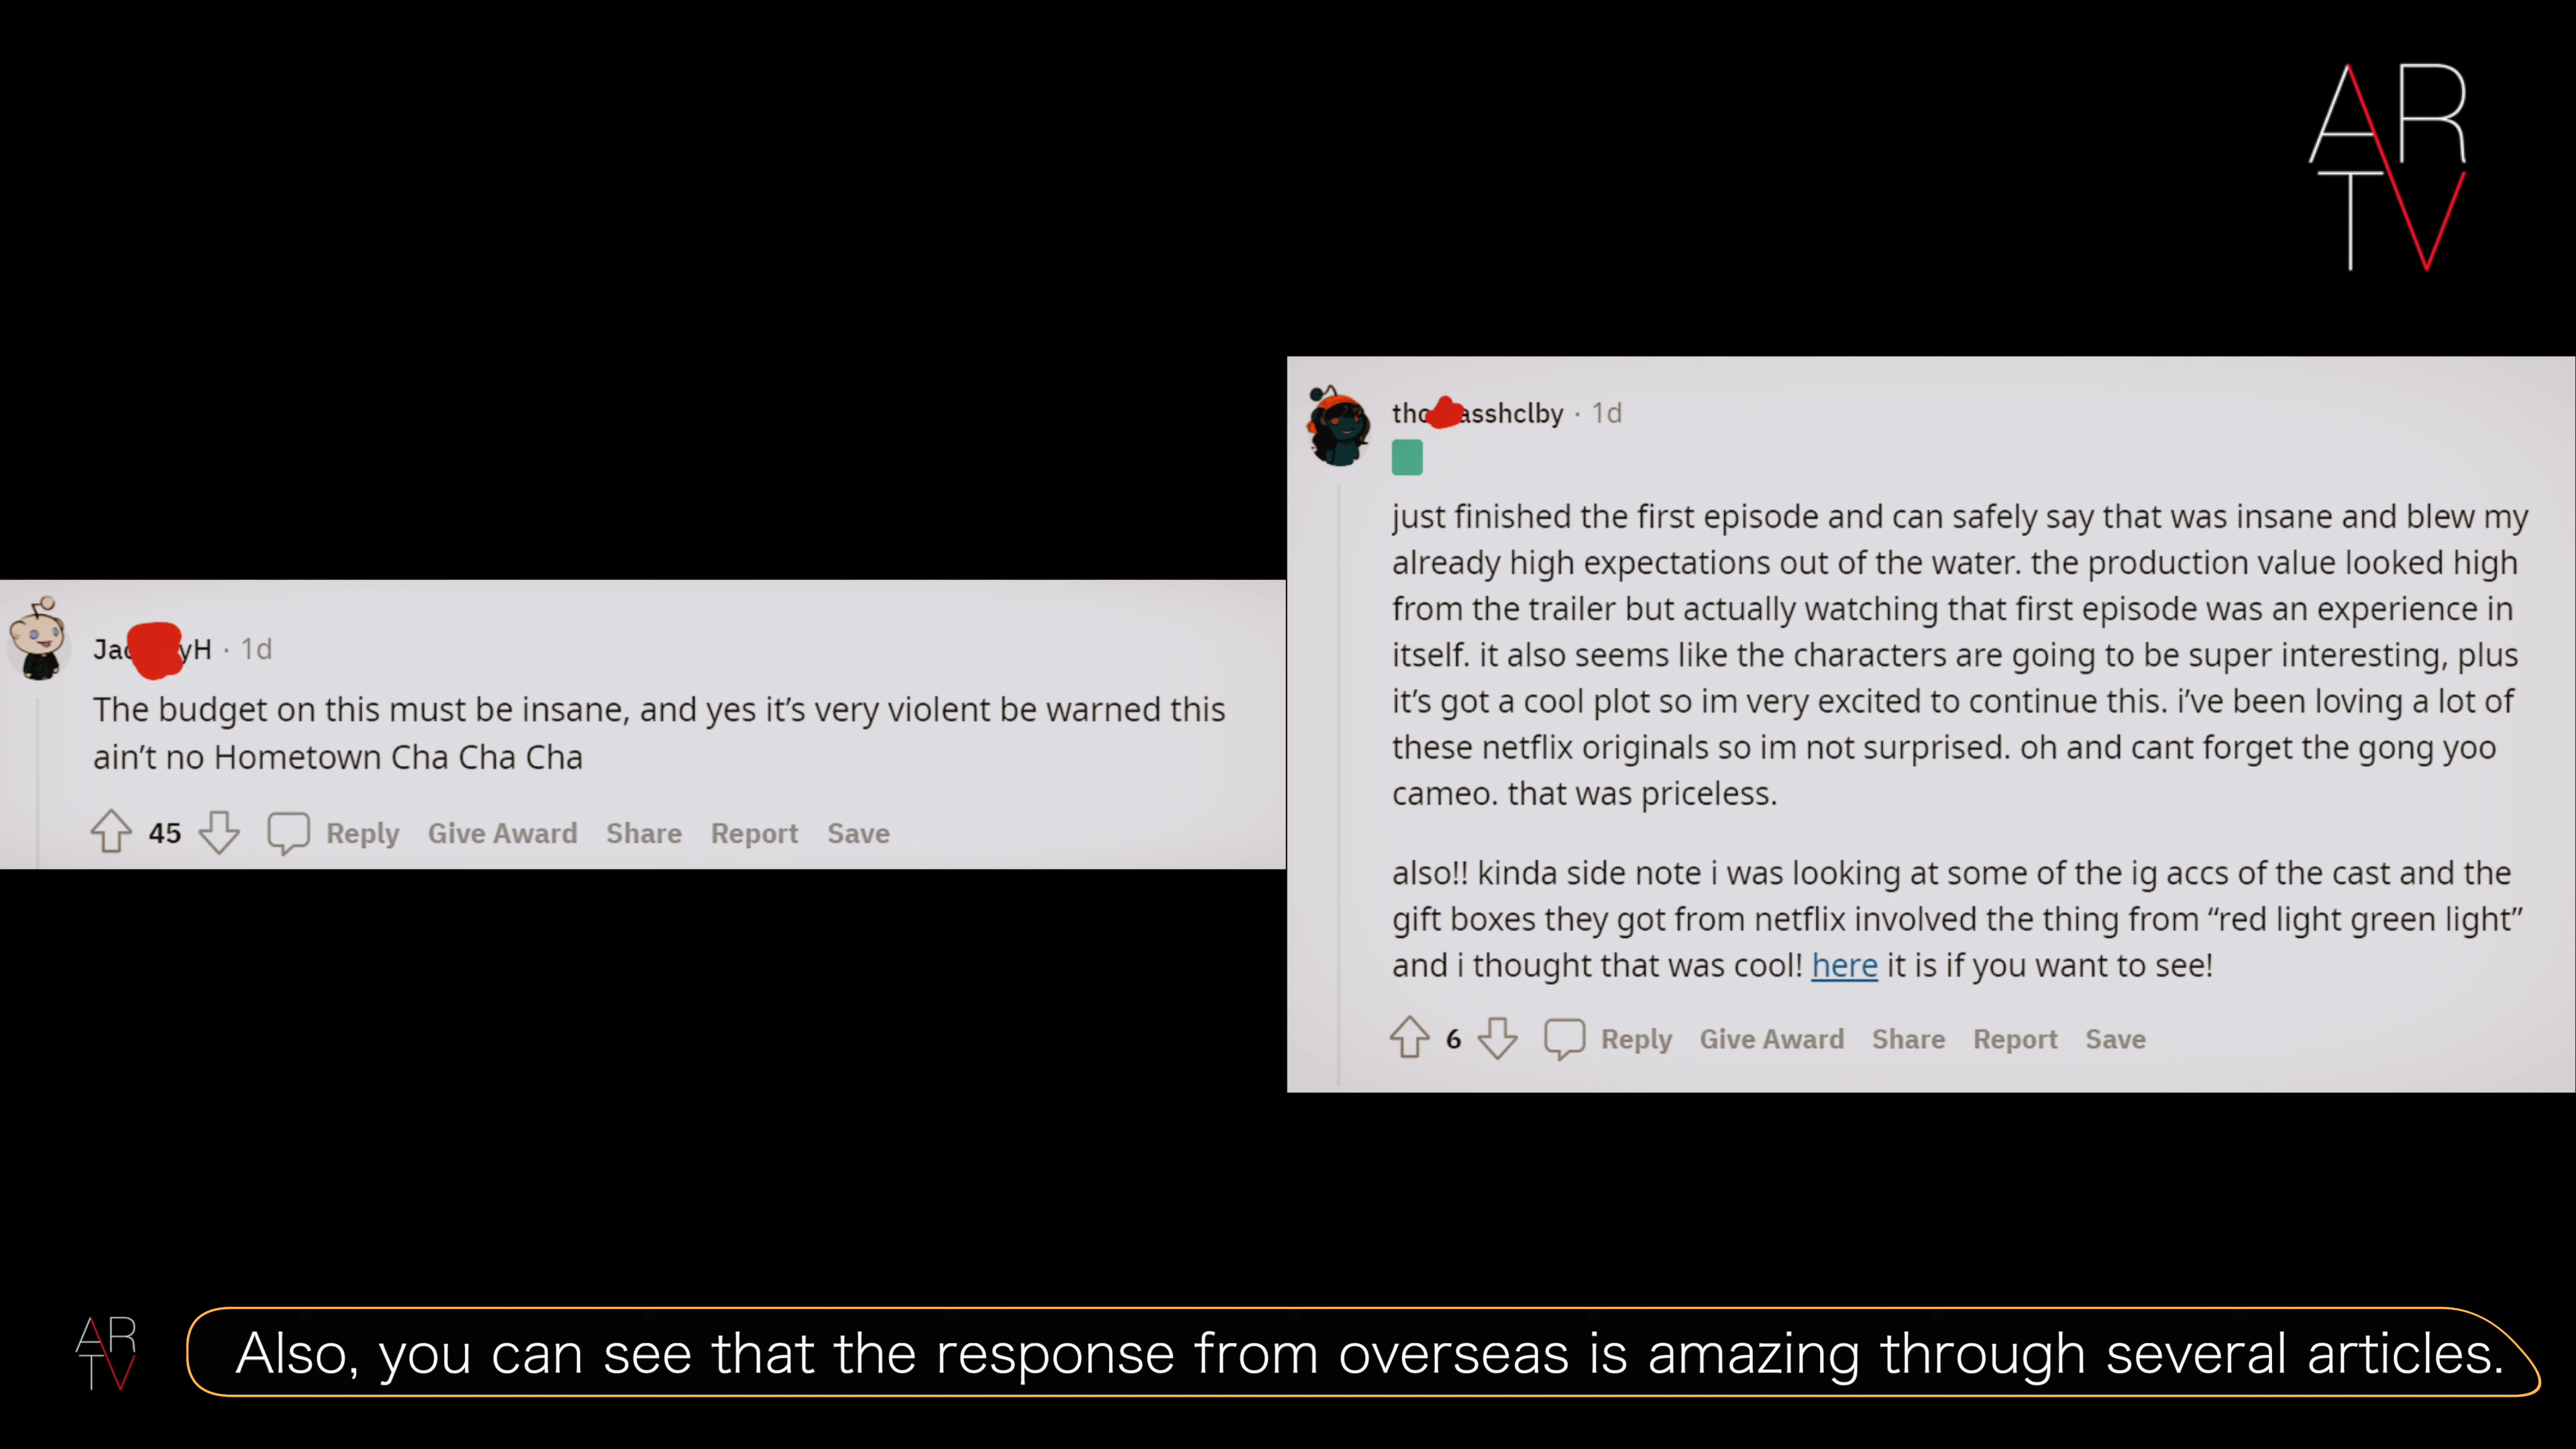 AR
TV
Jac yH · 1d
The budget on this must be insane, and yes it’s very violent be warned this
ain’t no Hometown Cha Cha Cha
45 Reply Give Award Share Report Save
tho asshclby · 1d
just finished the first episode and can safely say that was insane and blew my
already high expectations out of the water. the production value looked high
from the trailer but actually watching that first episode was an experience in
itself. it also seems like the characters are going to be super interesting, plus
it’s got a cool plot so im very excited to continue this. i’ve been loving a lot of
these netflix originals so im not surprised. oh and cant forget the gong yoo
cameo. that was priceless.
also!! kinda side note i was looking at some of the ig accs of the cast and the
gift boxes they got from netflix involved the thing from “red light green light”
and i thought that was cool! here it is if you want to see!
6 Reply Give Award Share Report Save
AR
TV
Also, you can see that the response from overseas is amazing through several articles.